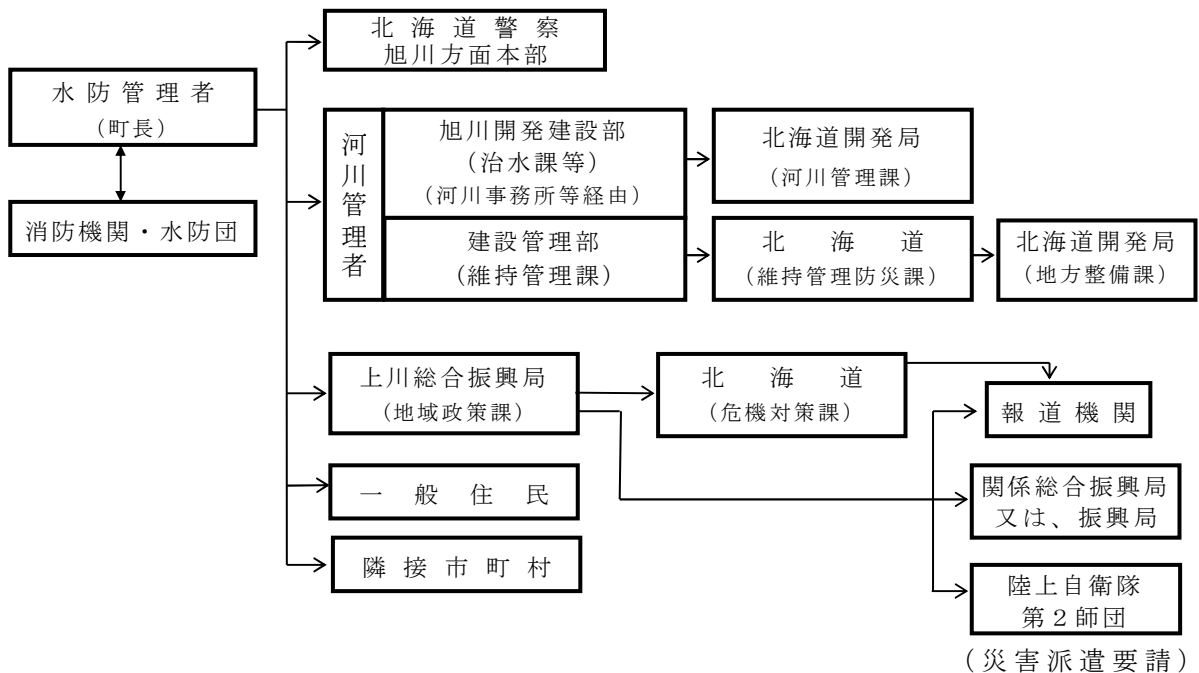 北海道警察
旭川方面本部
水防管理者
（町長）
消防機関・水防団
河川管理者
旭川開発建設部
（治水課等）
（河川事務所等経由）
北海道開発局
（河川管理課）
建設管理部
（維持管理課）
北海道
（維持管理防災課）
北海道開発局
（地方整備課）
上川総合振興局
（地域政策課）
北海道
（危機対策課）
報道機関
一般住民
関係総合振興局
又は、振興局
隣接市町村
陸上自衛隊
第２師団
（災害派遣要請）